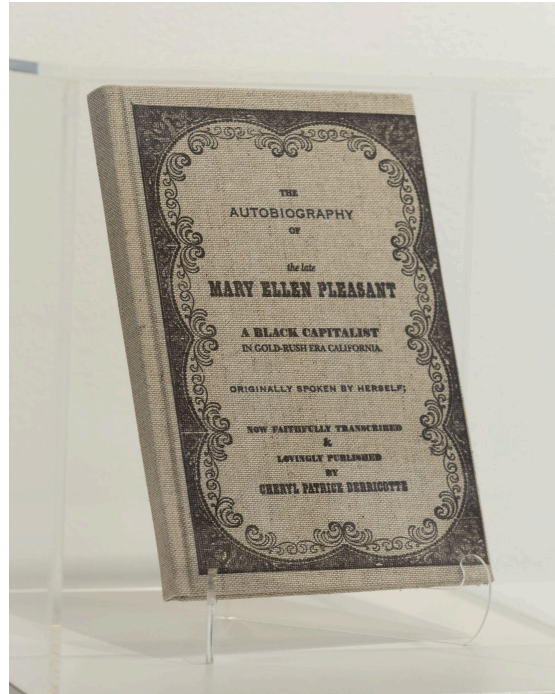 THE
AUTOBIOGRAPHY
OF
the late
MARY ELLEN PLEASANT
A BLACK CAPITALIST
IN GOLD-RUSH ERA CALIFORNIA.
ORIGINALLY SPOKEN BY HERSELF;
NOW FAITHFULLY TRANSCRIBED
&
LOVINGLY PUBLISHED
BY
CHERYL PATRICE DERRICOTTE